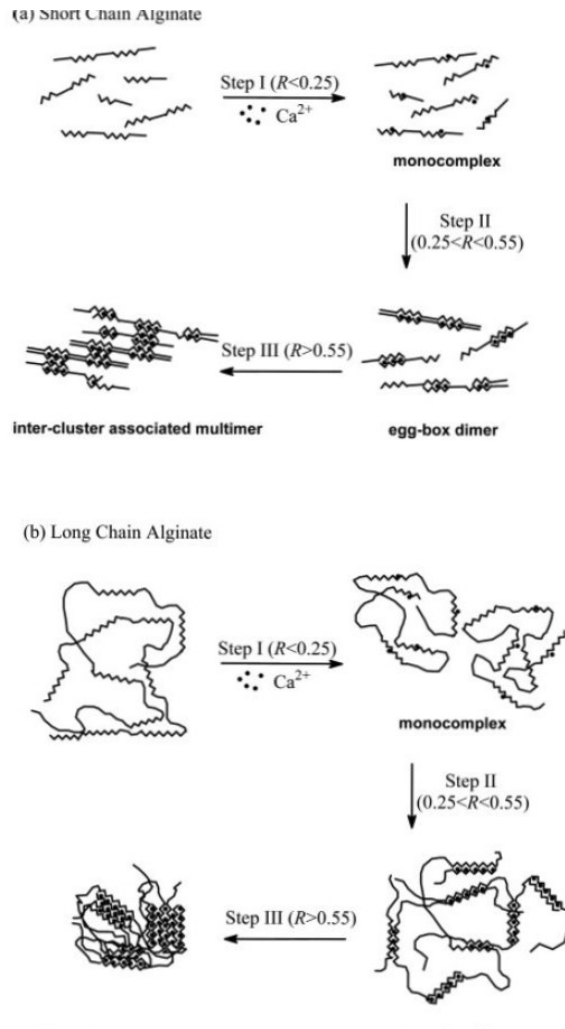 (a) Short Chain Alginate
Step I (R<0.25)
Ca²⁺
monocomplex
Step II
(0.25<R<0.55)
Step III (R>0.55)
inter-cluster associated multimer
egg-box dimer
(b) Long Chain Alginate
Step I (R<0.25)
Ca²⁺
monocomplex
Step II
(0.25<R<0.55)
Step III (R>0.55)